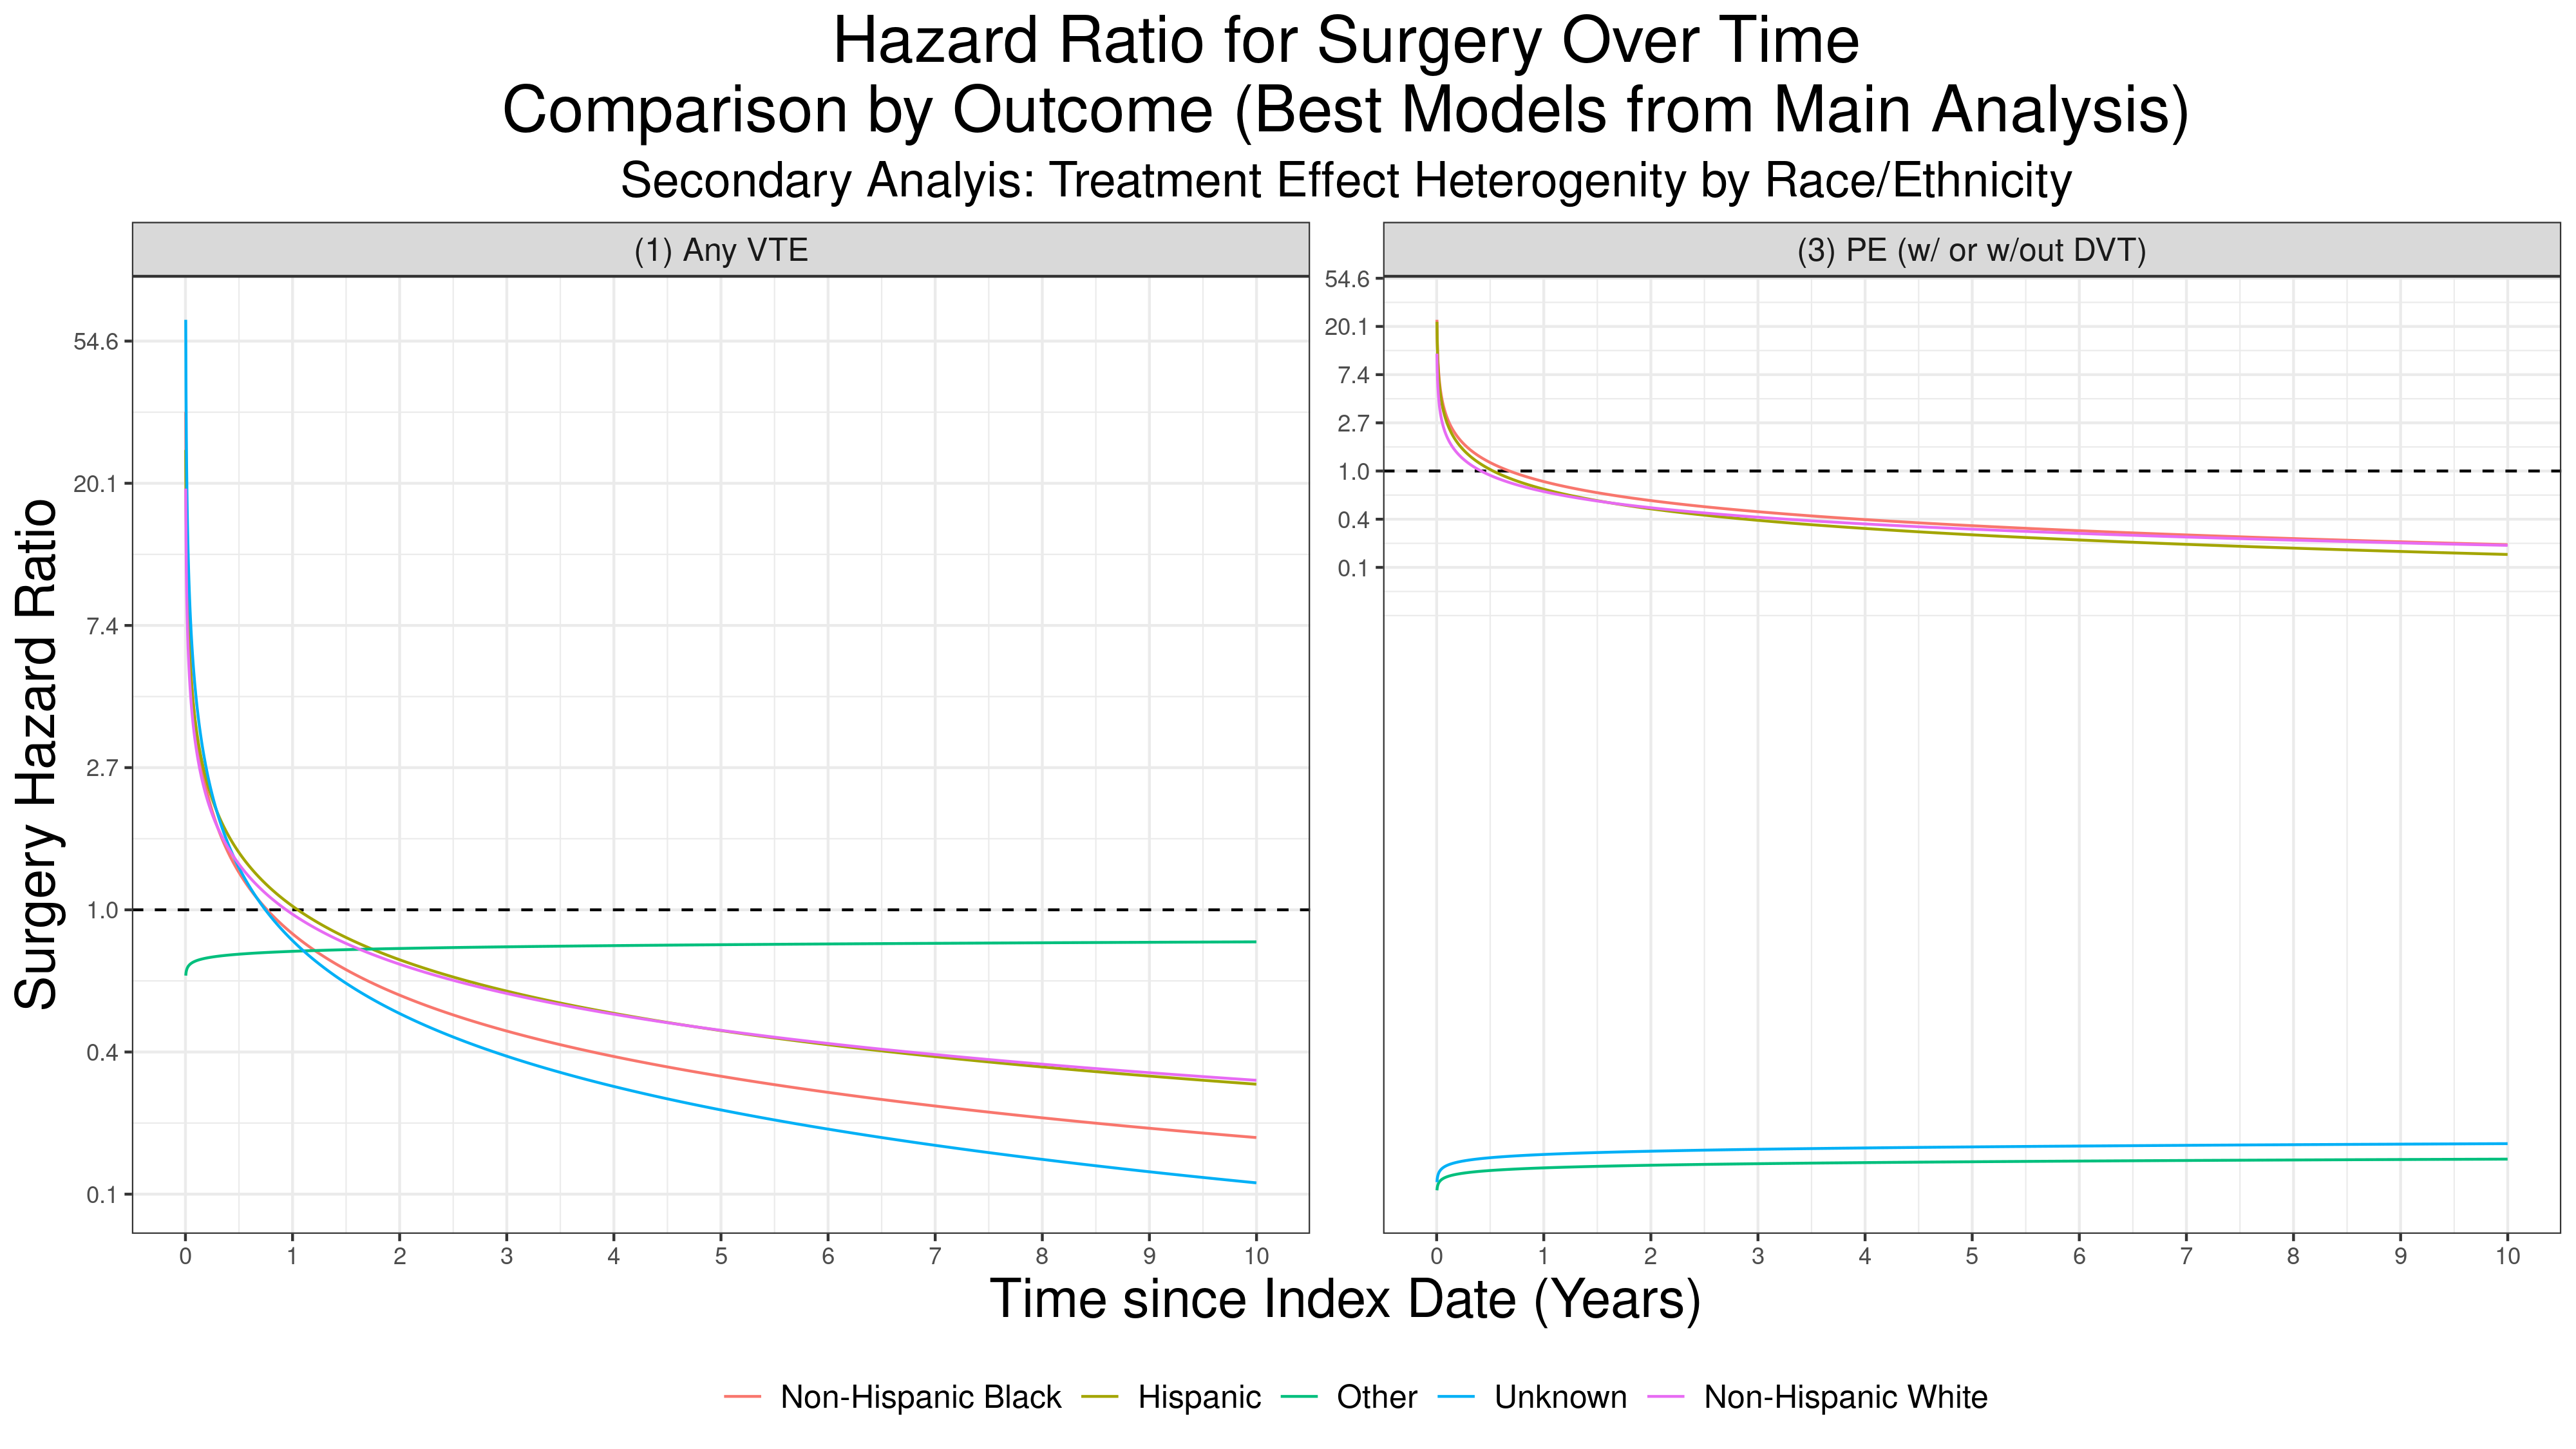 Hazard Ratio for Surgery Over Time
Comparison by Outcome (Best Models from Main Analysis)
Secondary Analyis: Treatment Effect Heterogenity by Race/Ethnicity
(1) Any VTE
(3) PE (w/ or w/out DVT)
Surgery Hazard Ratio
54.6
20.1
7.4
2.7
1.0
0.4
0.1
54.6
20.1
7.4
2.7
1.0
0.4
0.1
0 1 2 3 4 5 6 7 8 9 10
0 1 2 3 4 5 6 7 8 9 10
Time since Index Date (Years)
Non-Hispanic Black Hispanic Other Unknown Non-Hispanic White